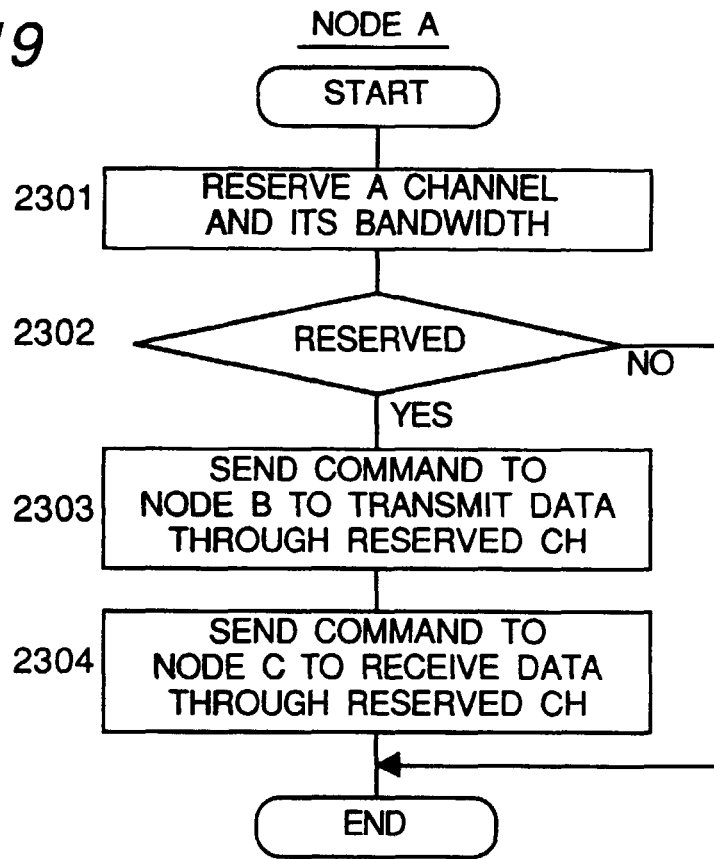 NODE A
START
2301
RESERVE A CHANNEL
AND ITS BANDWIDTH
2302
RESERVED
NO
YES
2303
SEND COMMAND TO
NODE B TO TRANSMIT DATA
THROUGH RESERVED CH
2304
SEND COMMAND TO
NODE C TO RECEIVE DATA
THROUGH RESERVED CH
END